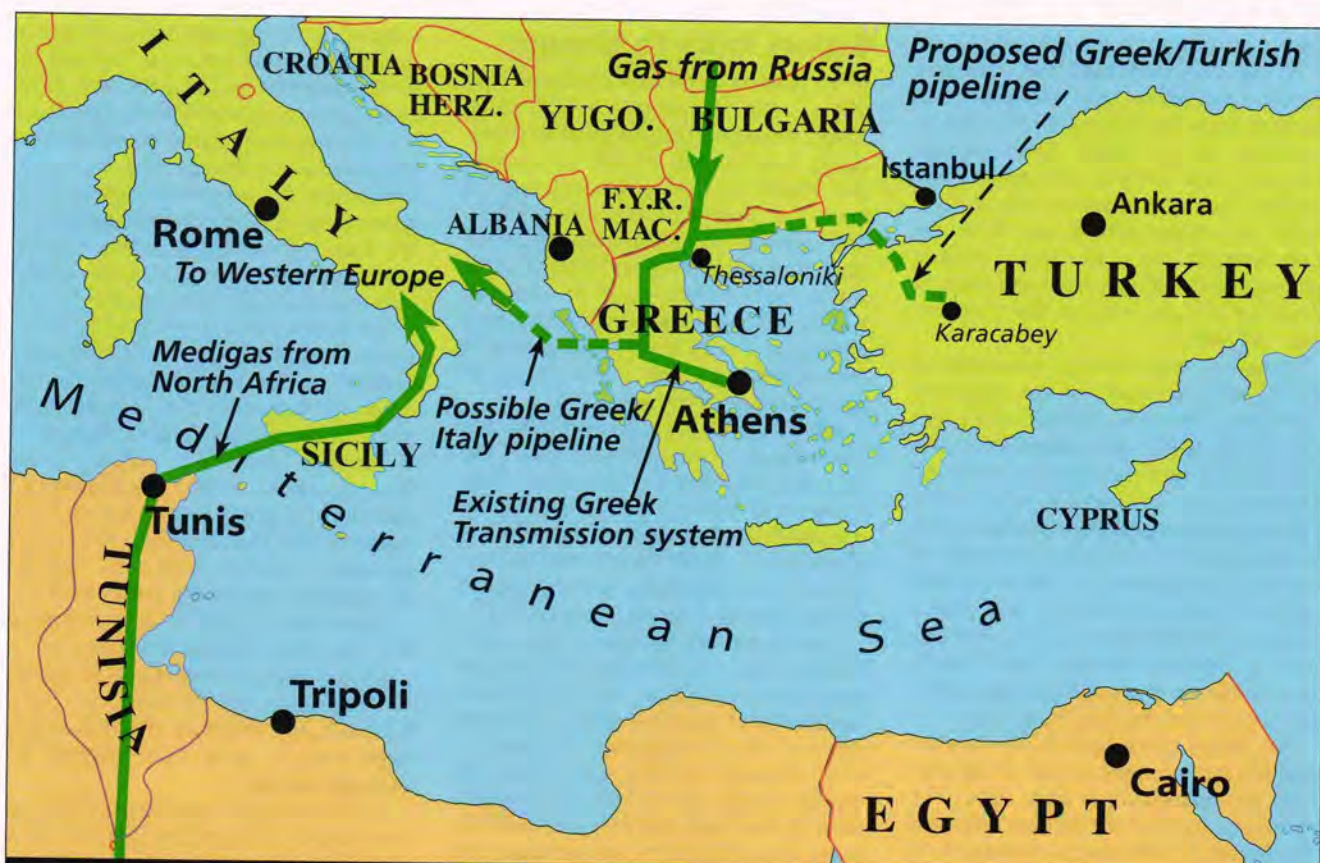 ITALY
CROATIA
BOSNIA
HERZ.
YUGO.
Gas from Russia
BULGARIA
Proposed Greek/Turkish
pipeline
Istanbul
Ankara
TURKEY
Karacabey
F.Y.R.
MAC.
ALBANIA
Thessaloniki
GREECE
Rome
To Western Europe
Medigas from
North Africa
Possible Greek/
Italy pipeline
Athens
SICILY
Existing Greek
Transmission system
CYPRUS
Mediterranean Sea
Tunis
TUNISIA
Tripoli
Cairo
EGYPT